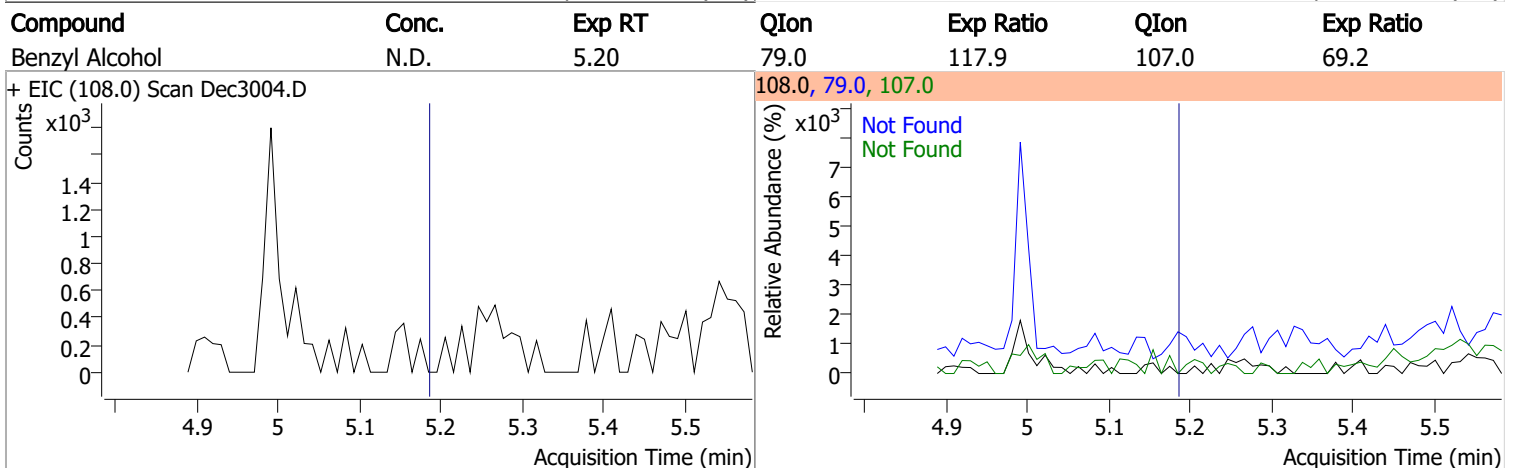 Compound Conc. Exp RT QIon Exp Ratio QIon Exp Ratio
Benzyl Alcohol N.D. 5.20 79.0 117.9 107.0 69.2
+ EIC (108.0) Scan Dec3004.D
Counts
x10³
1.4
1.2
1
0.8
0.6
0.4
0.2
0
4.9 5 5.1 5.2 5.3 5.4 5.5
Acquisition Time (min)
108.0, 79.0, 107.0
Relative Abundance (%)
x10³
Not Found
Not Found
7
6
5
4
3
2
1
0
4.9 5 5.1 5.2 5.3 5.4 5.5
Acquisition Time (min)